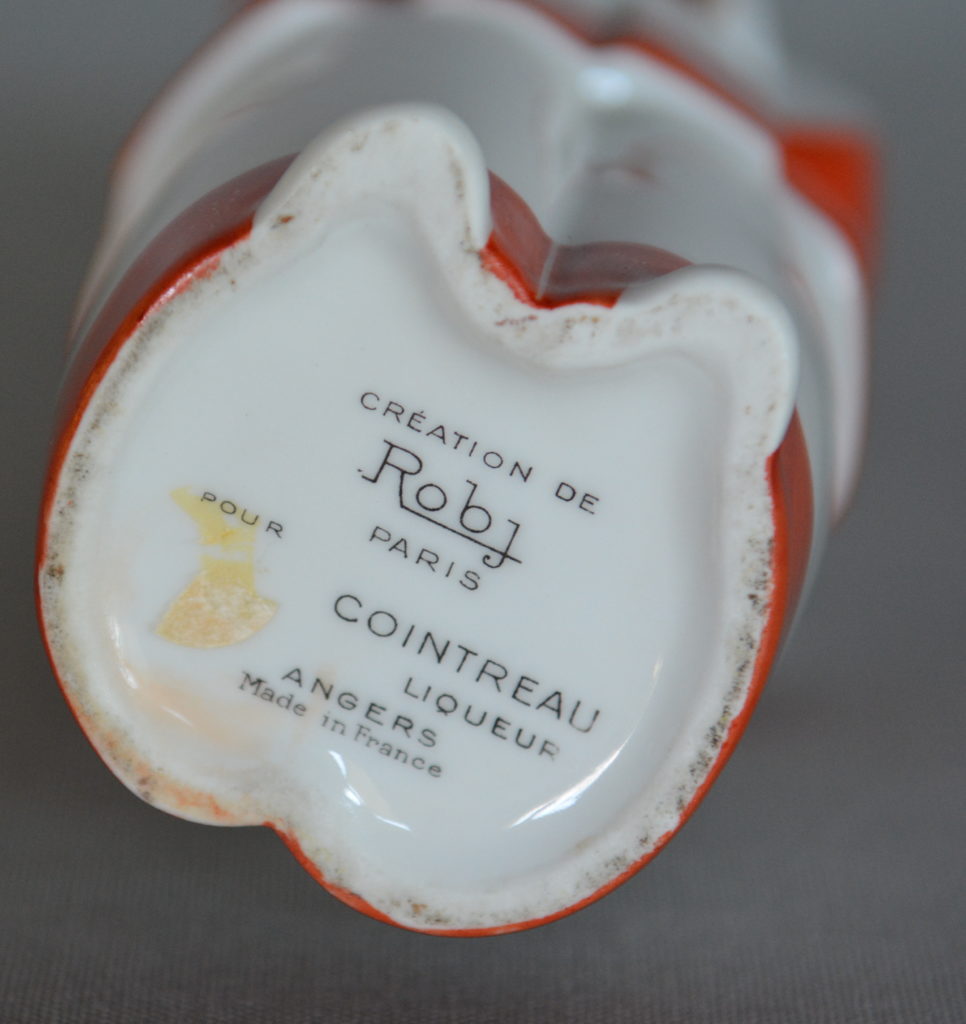 CRÉATION DE
Robj
PARIS
POUR
COINTREAU
LIQUEUR
ANGERS
Made in France